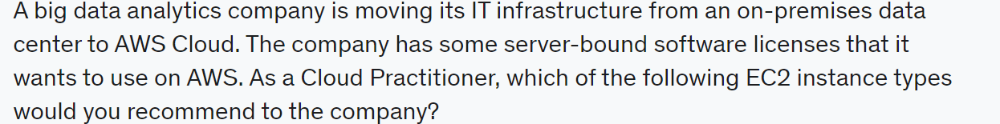 A big data analytics company is moving its IT infrastructure from an on-premises data
center to AWS Cloud. The company has some server-bound software licenses that it
wants to use on AWS. As a Cloud Practitioner, which of the following EC2 instance types
would you recommend to the company?